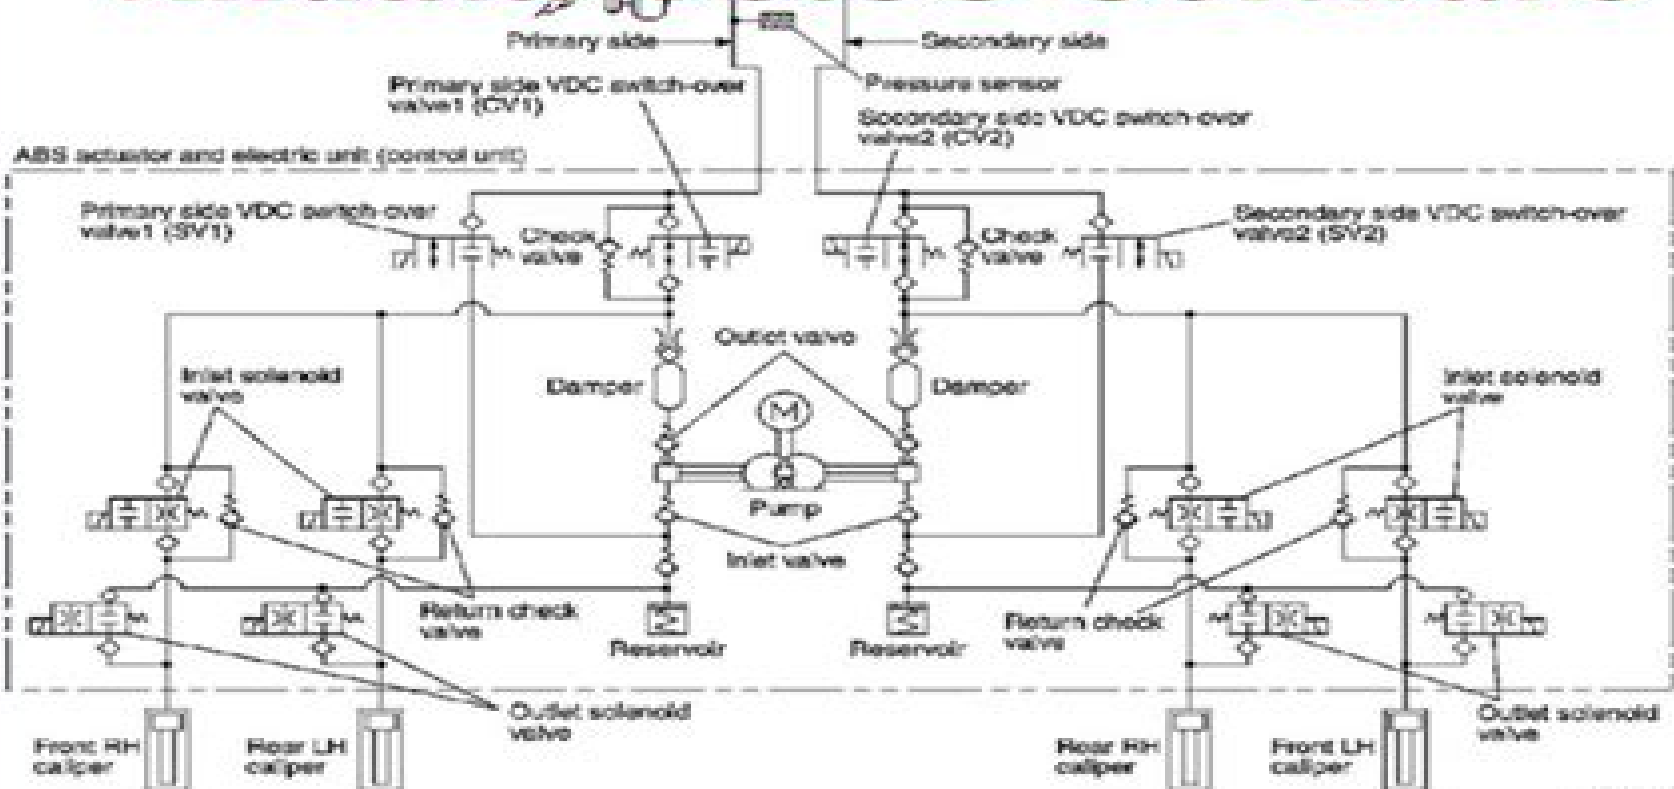 Primary side
Secondary side
Primary side VDC switch-over
valve1 (CV1)
Pressure sensor
Secondary side VDC switch-over
valve2 (CV2)
ABS actuator and electric unit (control unit)
Primary side VDC switch-over
valve1 (SV1)
Check
valve
Check
valve
Secondary side VDC switch-over
valve2 (SV2)
Outlet valve
Inlet solenoid
valve
Damper
Damper
Inlet solenoid
valve
M
Pump
Inlet valve
Return check
valve
Reservoir
Reservoir
Return check
valve
Outlet solenoid
valve
Outlet solenoid
valve
Front RH
caliper
Rear LH
caliper
Rear RH
caliper
Front LH
caliper